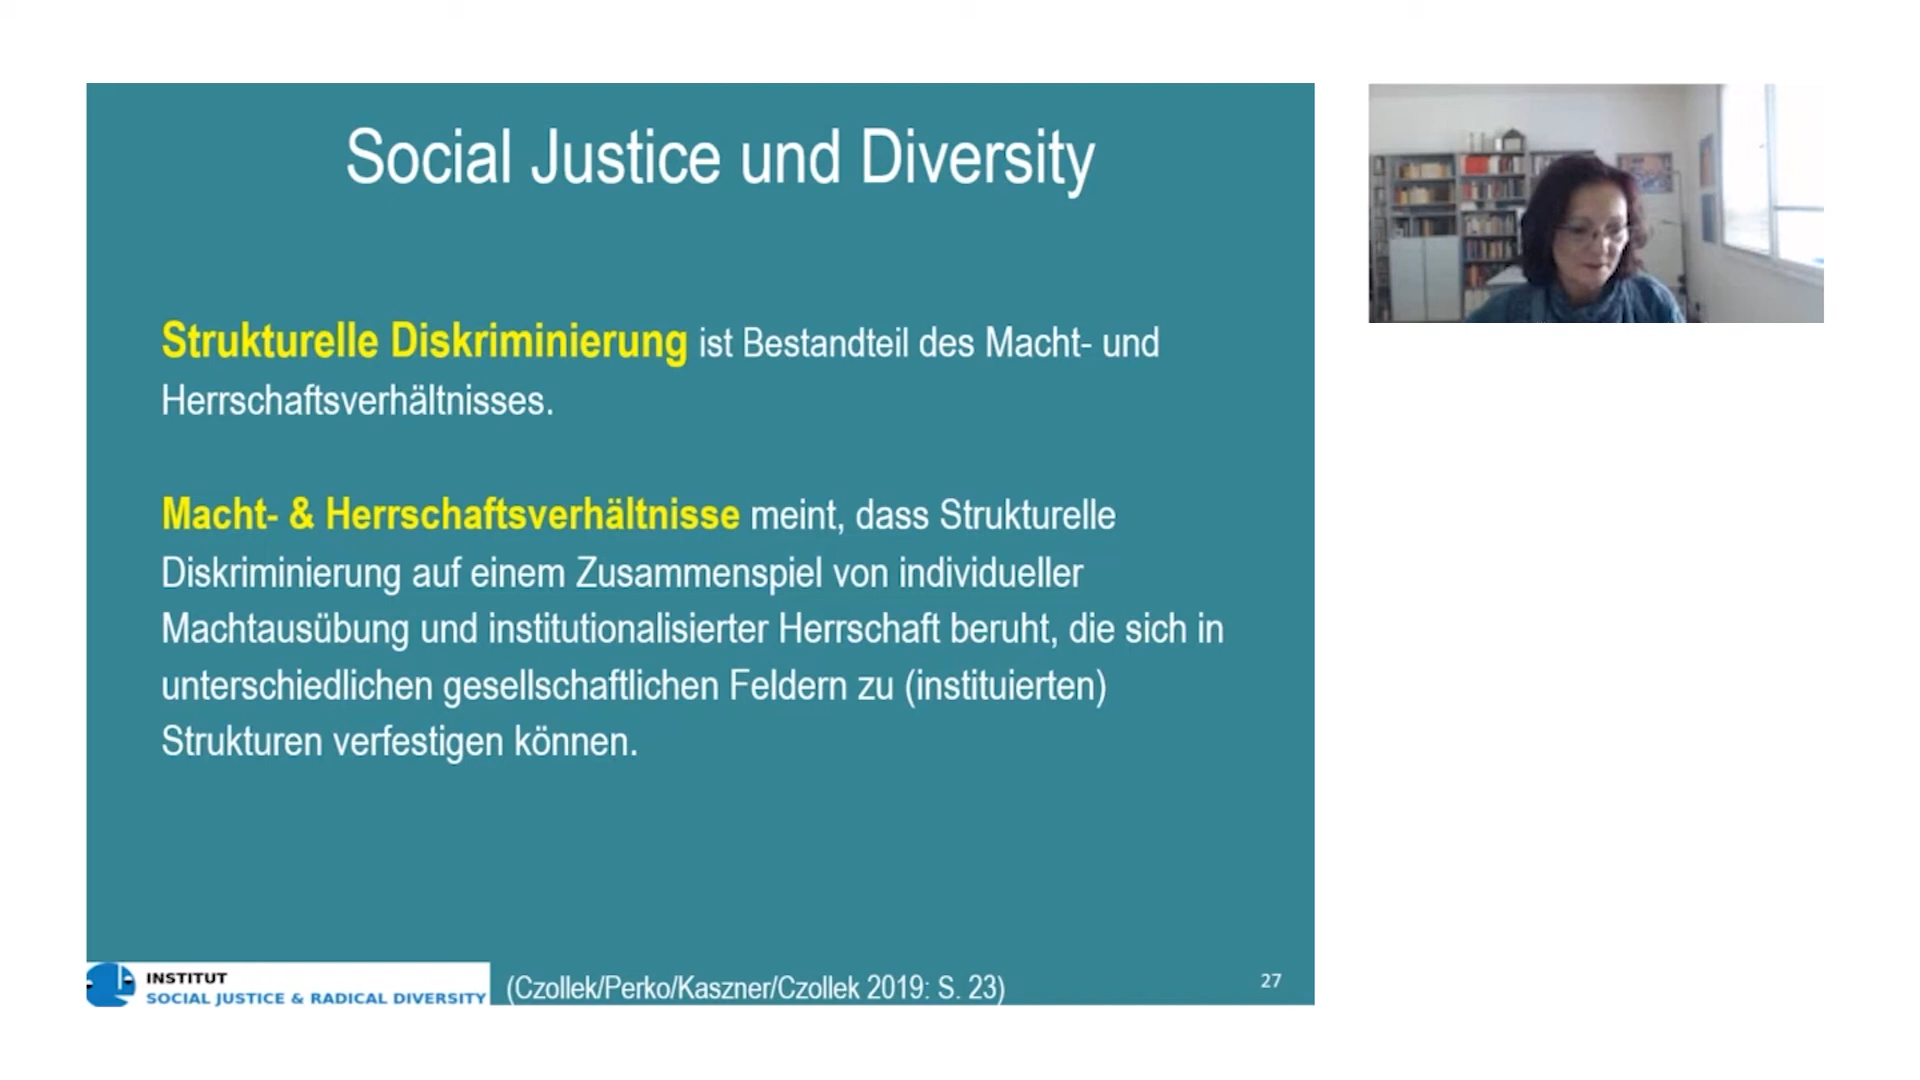 Social Justice und Diversity
Strukturelle Diskriminierung ist Bestandteil des Macht- und
Herrschaftsverhältnisses.
Macht- & Herrschaftsverhältnisse meint, dass Strukturelle
Diskriminierung auf einem Zusammenspiel von individueller
Machtausübung und institutionalisierter Herrschaft beruht, die sich in
unterschiedlichen gesellschaftlichen Feldern zu (instituierten)
Strukturen verfestigen können.
INSTITUT
SOCIAL JUSTICE & RADICAL DIVERSITY
(Czollek/Perko/Kaszner/Czollek 2019: S. 23)
27